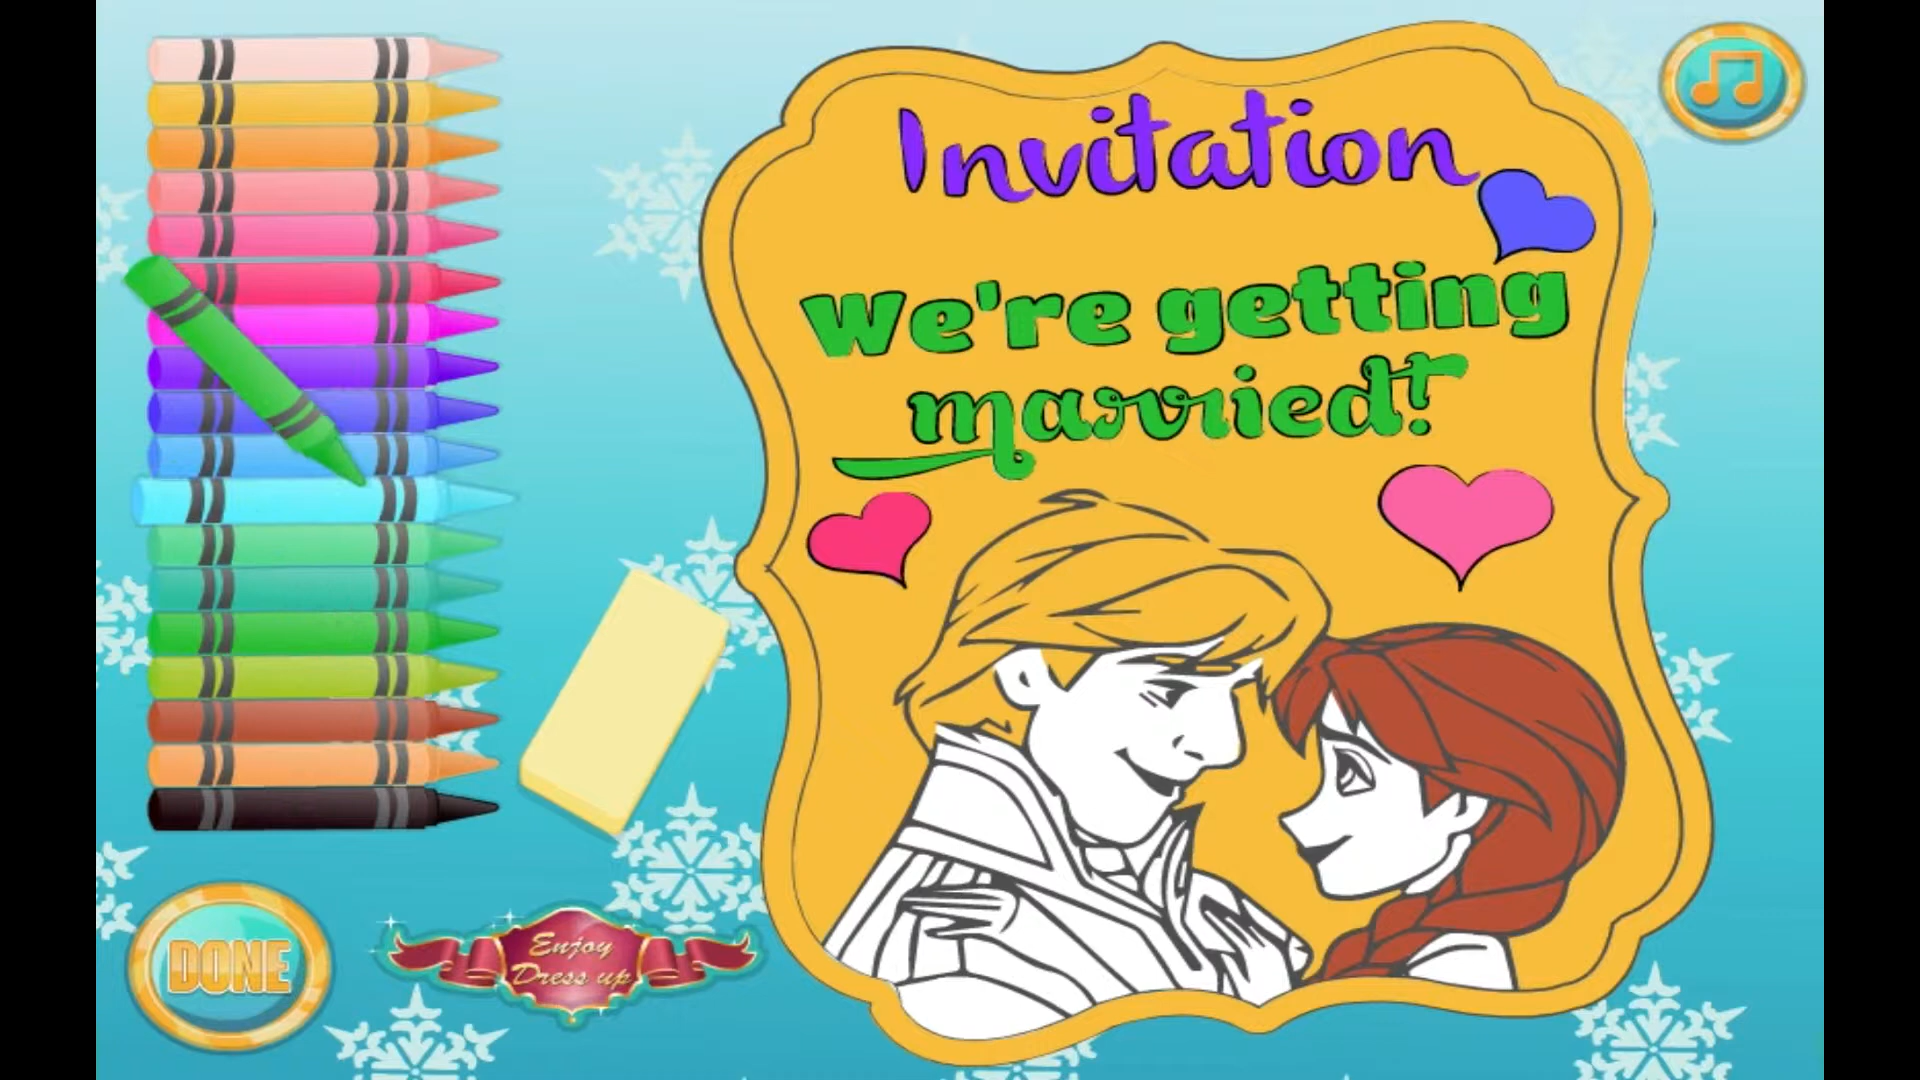 Invitation
We're getting
married!
DONE
Enjoy
Dress up